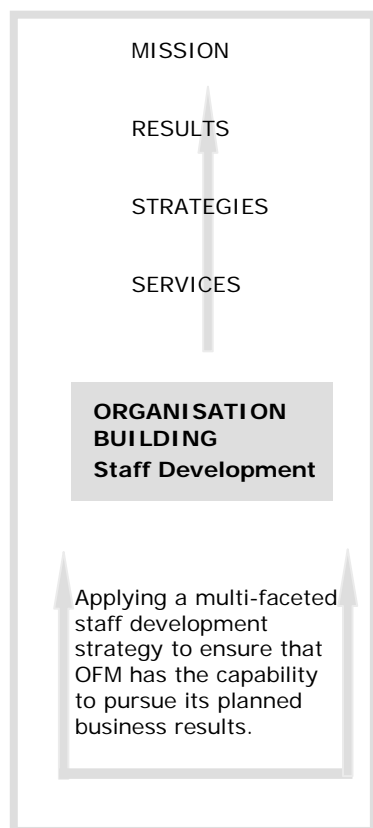 MISSION
RESULTS
STRATEGIES
SERVICES
ORGANISATION
BUILDING
Staff Development
Applying a multi-faceted
staff development
strategy to ensure that
OFM has the capability
to pursue its planned
business results.